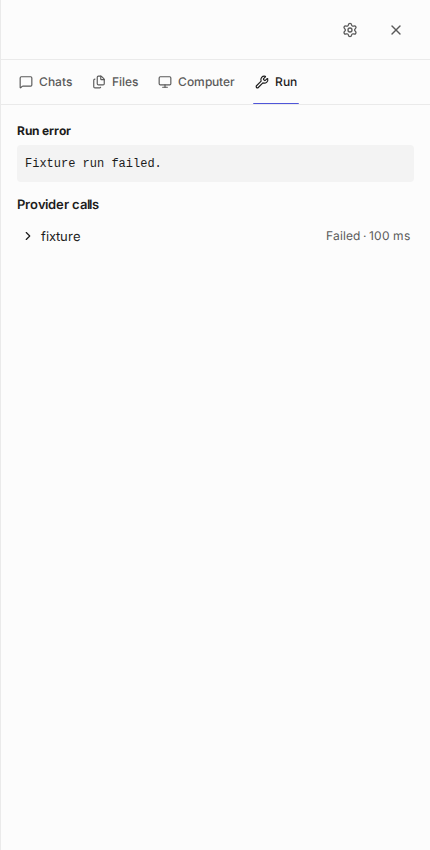 Chats Files Computer Run
Run error
Fixture run failed.
Provider calls
fixture Failed · 100 ms